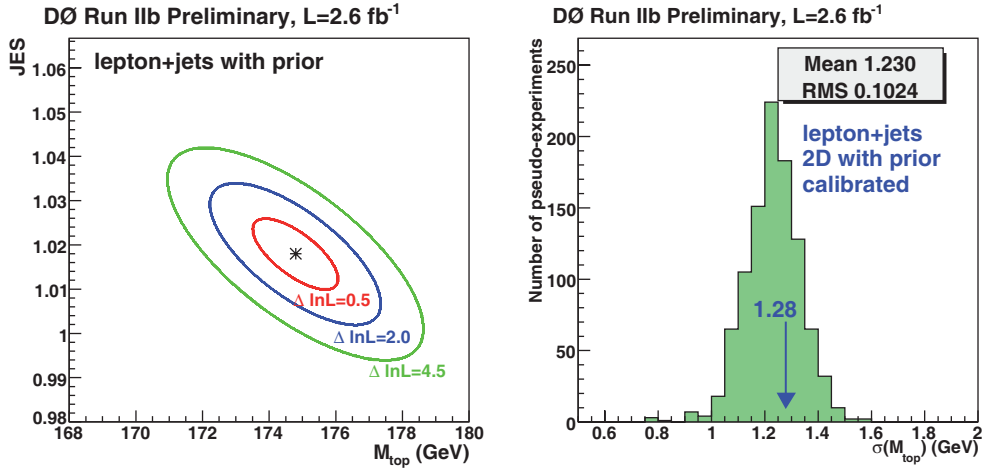 DØ Run IIb Preliminary, L=2.6 fb⁻¹
JES
1.06
1.05
1.04
1.03
1.02
1.01
1
0.99
0.98
lepton+jets with prior
Δ lnL=0.5
Δ lnL=2.0
Δ lnL=4.5
168 170 172 174 176 178 180
M_top (GeV)
DØ Run IIb Preliminary, L=2.6 fb⁻¹
Number of pseudo-experiments
250
200
150
100
50
0
Mean 1.230
RMS 0.1024
lepton+jets
2D with prior
calibrated
1.28
0.6 0.8 1 1.2 1.4 1.6 1.8 2
σ(M_top) (GeV)